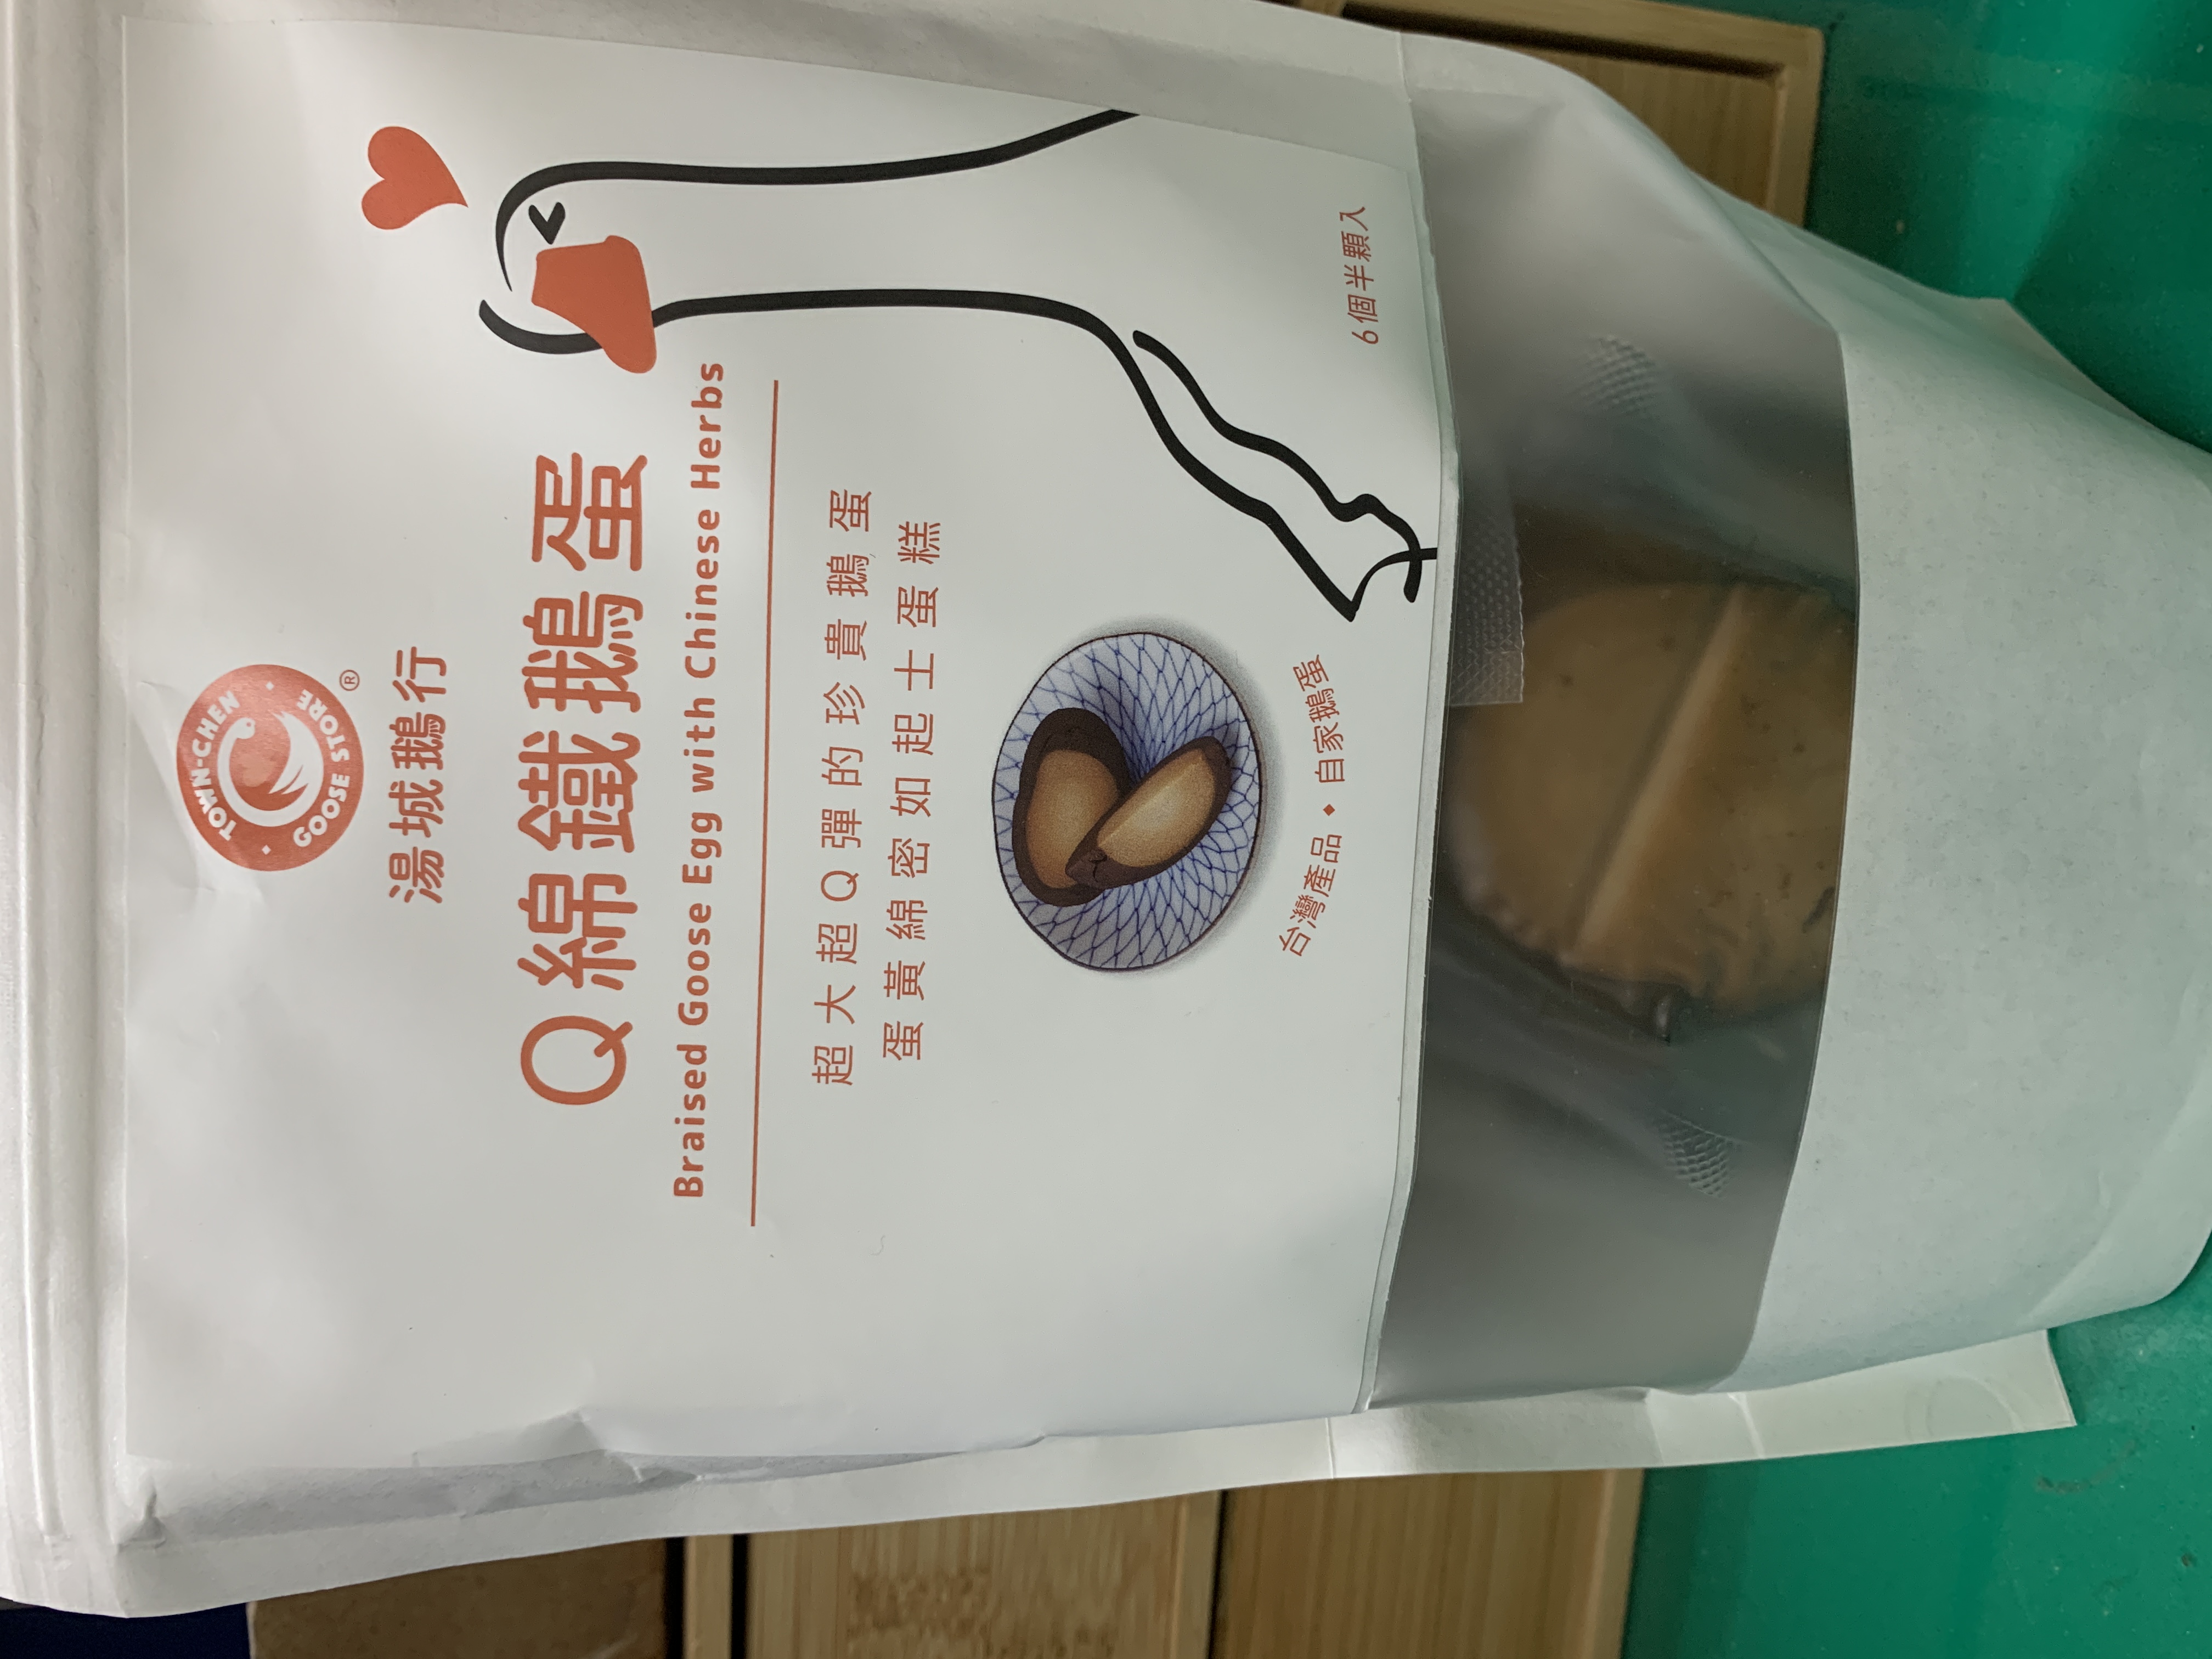 TOWN-CHEN
GOOSE STORE
®
湯城鵝行
Q綿鐵鵝蛋
Braised Goose Egg with Chinese Herbs
超大超Q彈的珍貴鵝蛋
蛋黃綿密如起士蛋糕
台灣產品・自家鵝蛋
6個半顆入